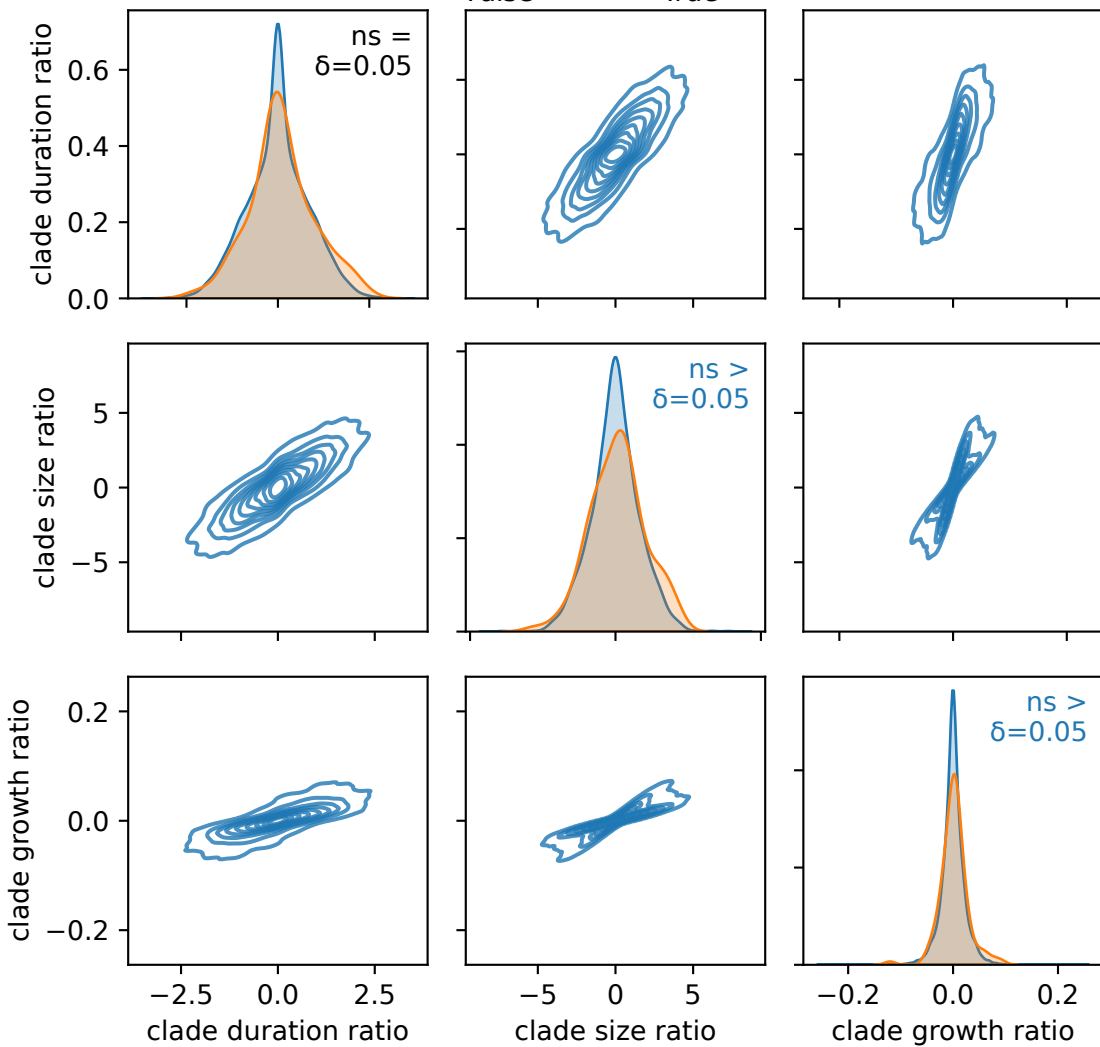 clade duration ratio
0.6
0.4
0.2
0.0
ns =
δ=0.05
clade size ratio
5
0
−5
ns >
δ=0.05
clade growth ratio
0.2
0.0
−0.2
ns >
δ=0.05
−2.5 0.0 2.5
−5 0 5
−0.2 0.0 0.2
clade duration ratio
clade size ratio
clade growth ratio